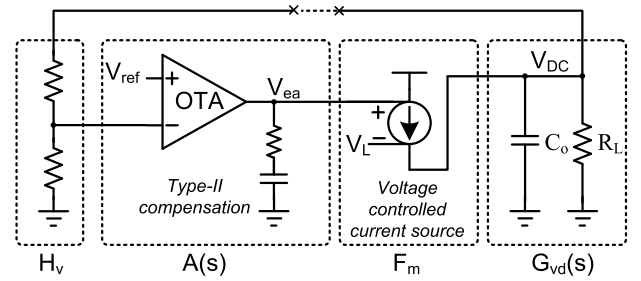 V_ref
+
OTA
−
V_ea
Type-II
compensation
+
V_L −
Voltage
controlled
current source
V_DC
C_o
R_L
H_v
A(s)
F_m
G_vd(s)